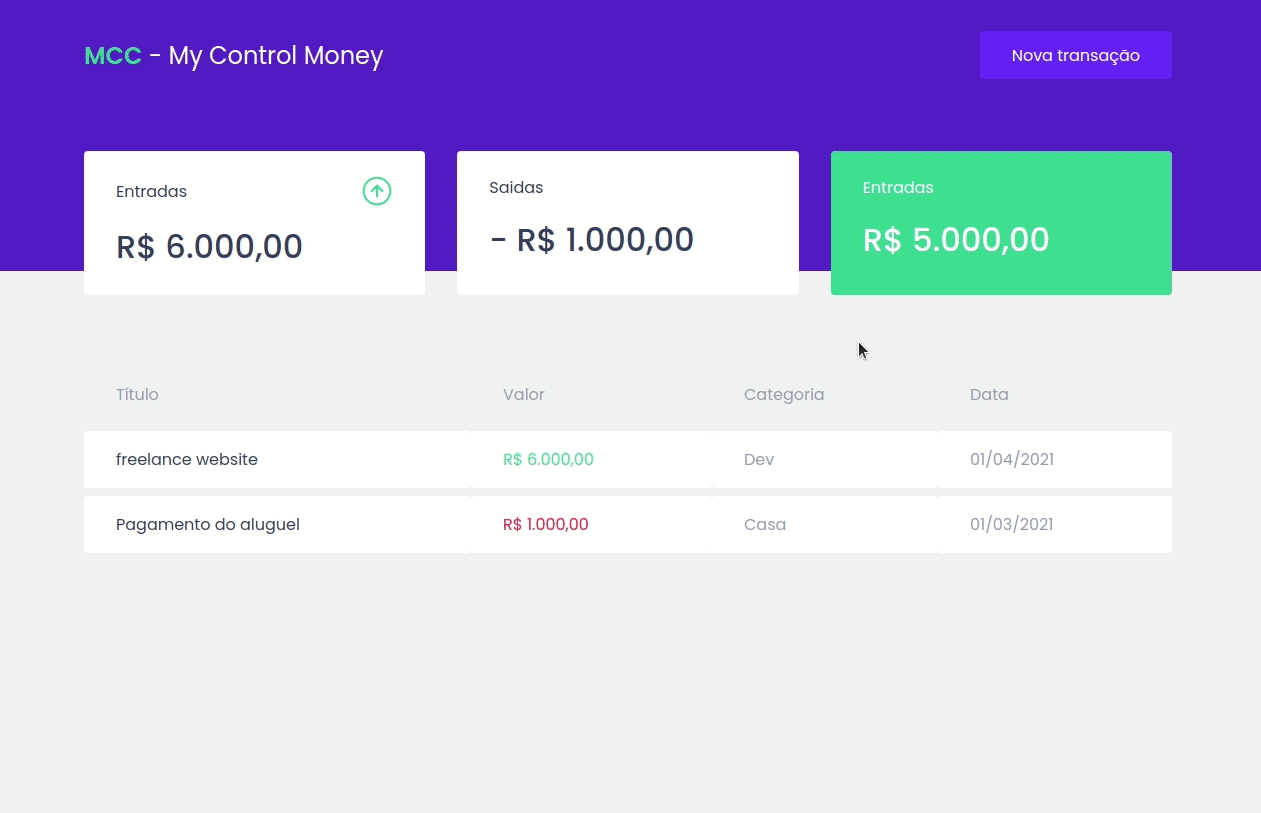 MCC - My Control Money
Nova transação
Entradas
R$ 6.000,00
Saidas
- R$ 1.000,00
Entradas
R$ 5.000,00
Título Valor Categoria Data
freelance website R$ 6.000,00 Dev 01/04/2021
Pagamento do aluguel R$ 1.000,00 Casa 01/03/2021